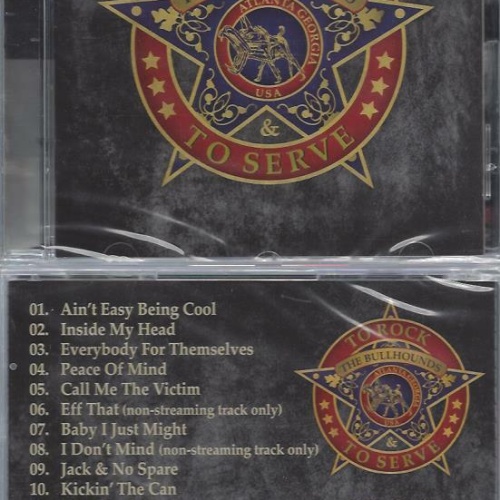 ATLANTA GEORGIA
USA
&
TO SERVE
01. Ain't Easy Being Cool
02. Inside My Head
03. Everybody For Themselves
04. Peace Of Mind
05. Call Me The Victim
06. Eff That (non-streaming track only)
07. Baby I Just Might
08. I Don't Mind (non-streaming track only)
09. Jack & No Spare
10. Kickin' The Can
TO ROCK
THE BULLHOUNDS
ATLANTA GEORGIA
USA
&
TO SERVE